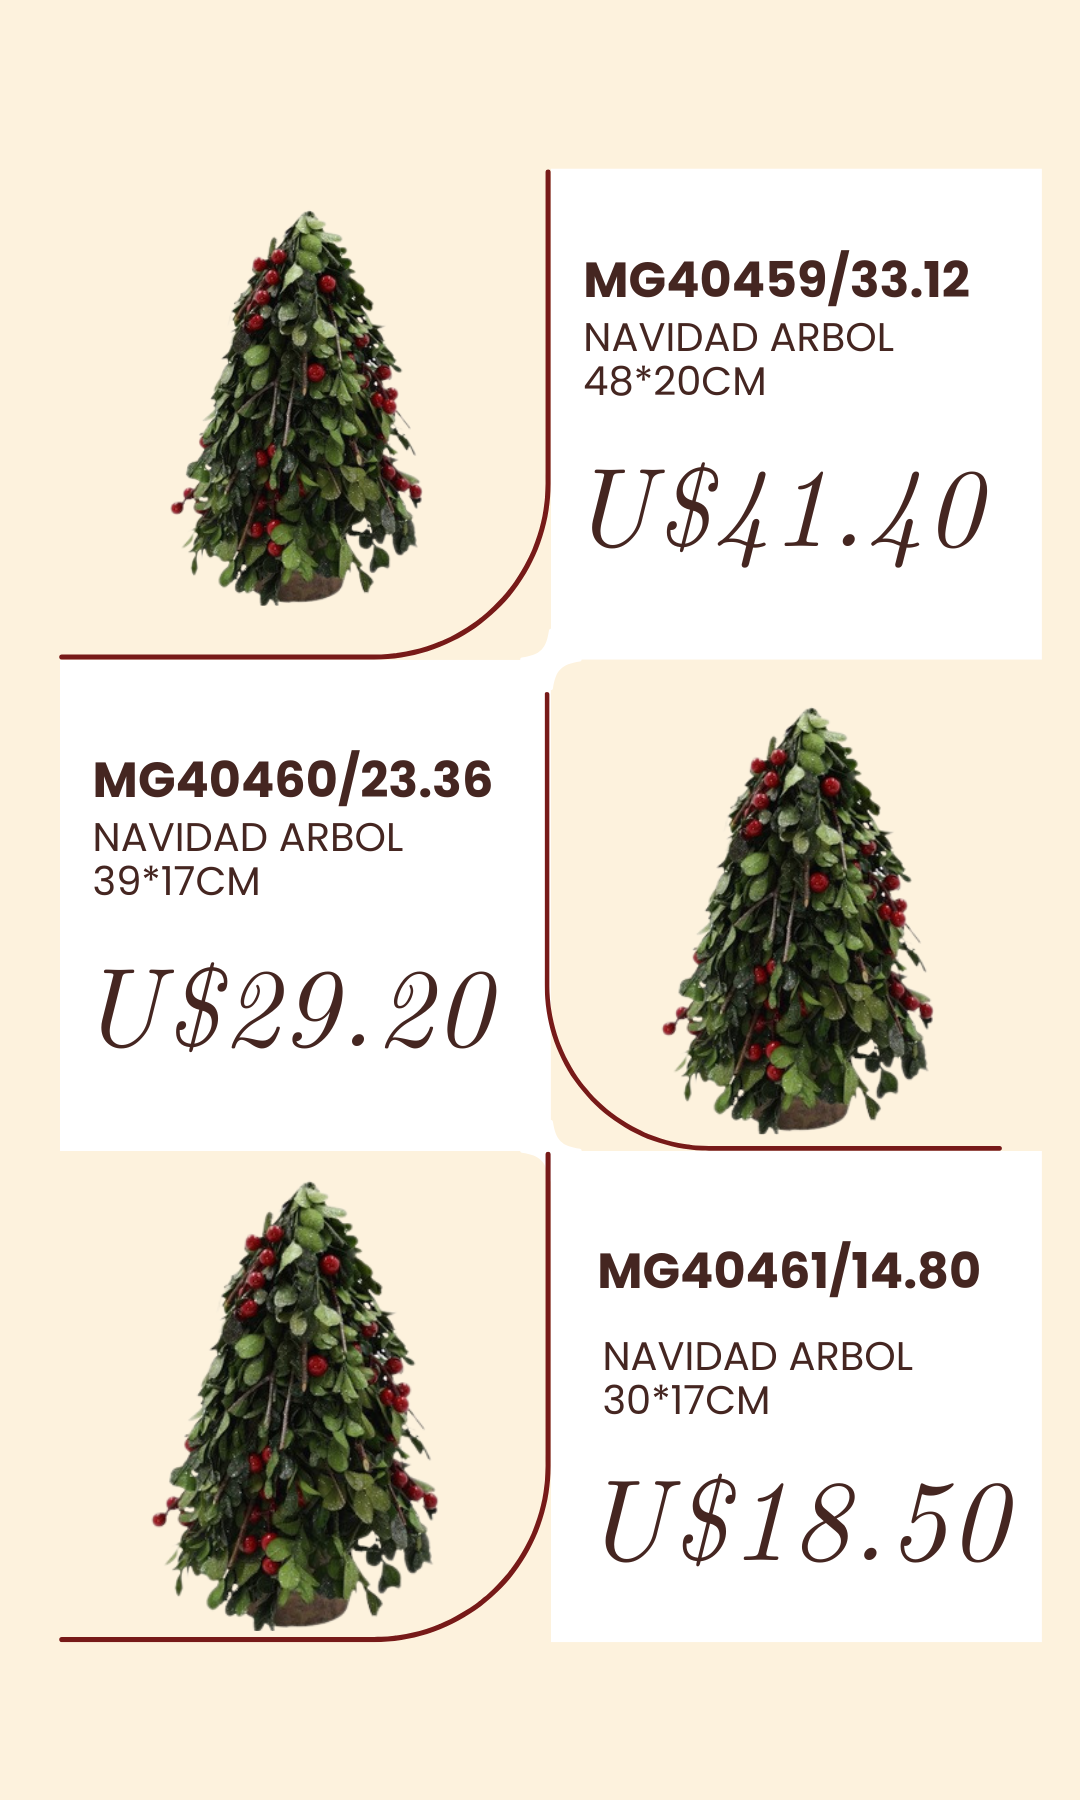 MG40459/33.12
NAVIDAD ARBOL
48*20CM
U$41.40
MG40460/23.36
NAVIDAD ARBOL
39*17CM
U$29.20
MG40461/14.80
NAVIDAD ARBOL
30*17CM
U$18.50